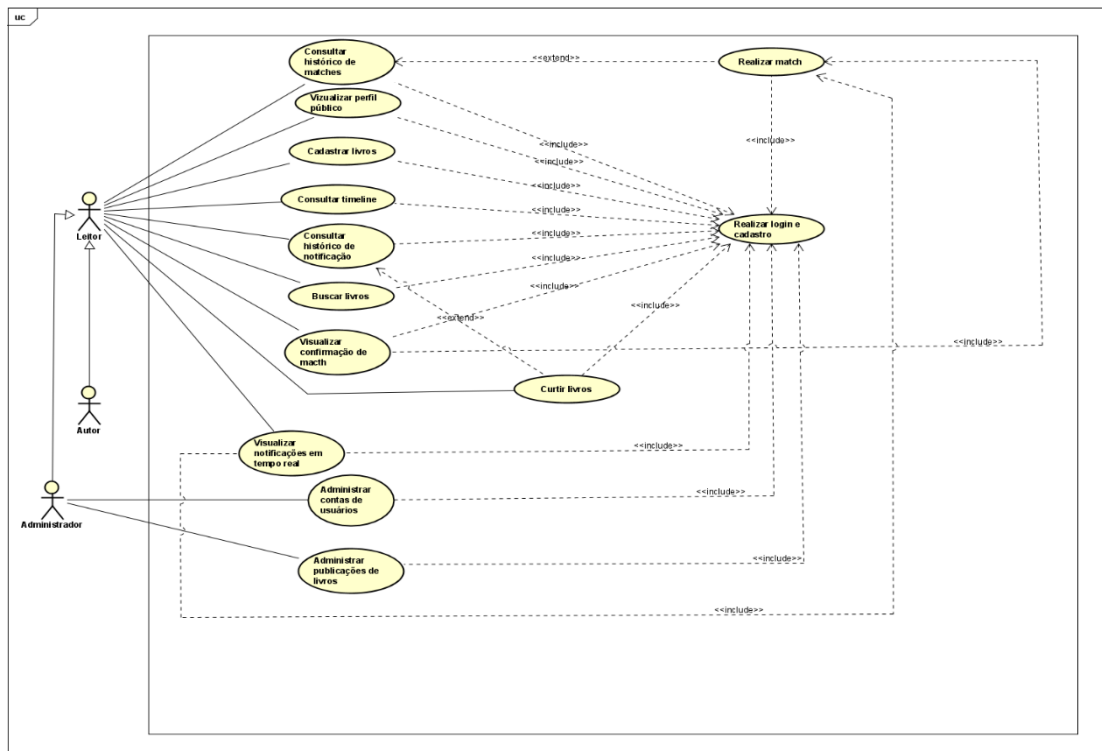 uc
Consultar
histórico de
matches
<<extend>>
Realizar match
Vizualizar perfil
público
<<include>>
<<include>>
<<include>>
Cadastrar livros
<<include>>
Consultar timeline
<<include>>
Leitor
Realizar login e
cadastro
Consultar
histórico de
notificação
<<include>>
Buscar livros
<<include>>
<<include>>
<<extend>>
<<include>>
Visualizar
confirmação de
macth
<<include>>
Curtir livros
Autor
Visualizar
notificações em
tempo real
<<include>>
Administrador
Administrar
contas de
usuários
<<include>>
Administrar
publicações de
livros
<<include>>
<<include>>